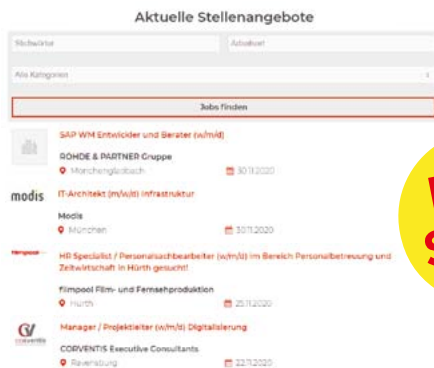 Aktuelle Stellenangebote
Stichwörter
Arbeitsort
Alle Kategorien
Jobs finden
SAP WM Entwickler und Berater (w/m/d)
ROHDE & PARTNER Gruppe
Mönchengladbach 30.11.2020
modis
IT-Architekt (m/w/d) Infrastruktur
Modis
München 30.11.2020
filmpool
HR Specialist / Personalsachbearbeiter (w/m/d) im Bereich Personalbetreuung und
Zeitwirtschaft in Hürth gesucht!
filmpool Film- und Fernsehproduktion
Hürth 25.11.2020
CV
corventis
Manager / Projektleiter (w/m/d) Digitalisierung
CORVENTIS Executive Consultants
Ravensburg 22.11.2020